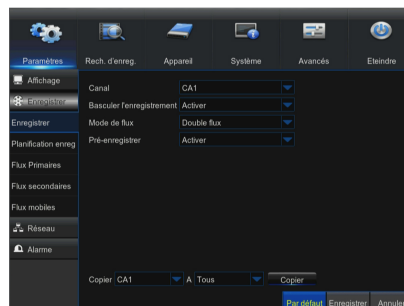 Paramètres
Rech. d'enreg.
Appareil
Système
Avancés
Eteindre
Affichage
Enregistrer
Enregistrer
Planification enreg
Flux Primaires
Flux secondaires
Flux mobiles
Réseau
Alarme
Canal CA1
Basculer l'enregistrement Activer
Mode de flux Double flux
Pré-enregistrer Activer
Copier CA1 A Tous Copier
Par défaut Enregistrer Annuler